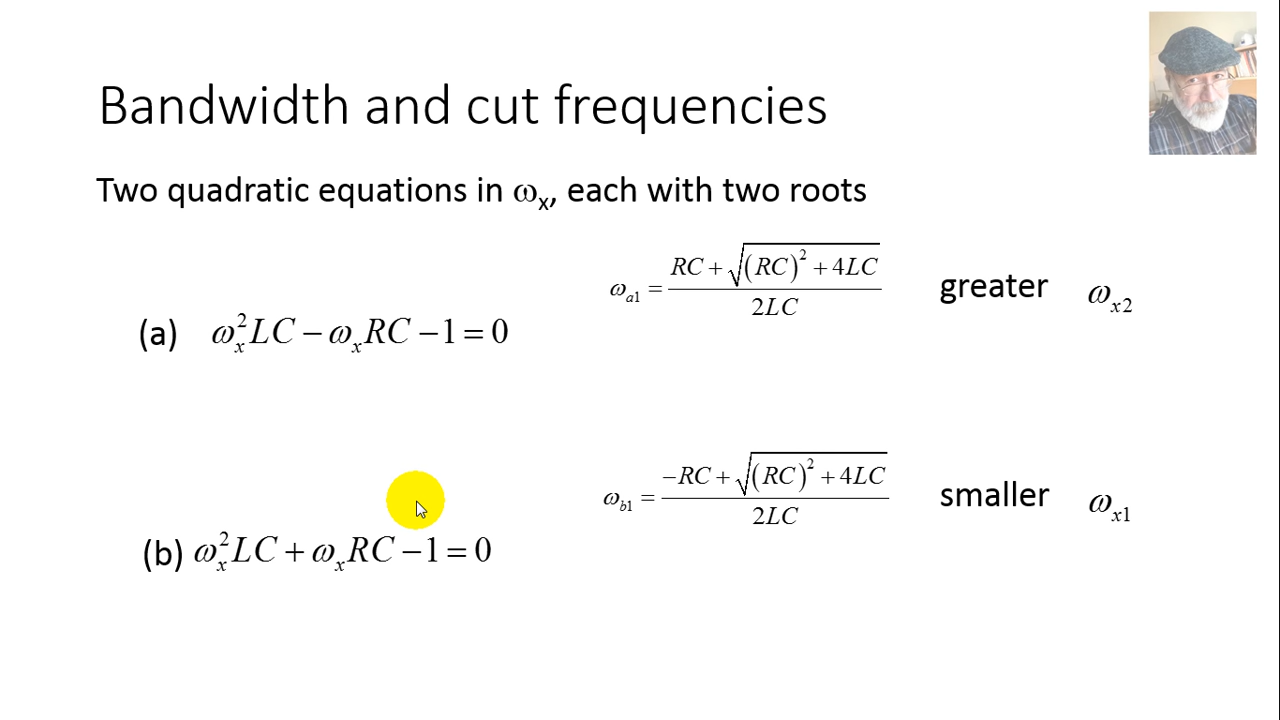 Bandwidth and cut frequencies
Two quadratic equations in ωx, each with two roots
ωa1 = (RC + √((RC)² + 4LC)) / 2LC greater ωx2
(a) ωx²LC − ωxRC − 1 = 0
ωb1 = (−RC + √((RC)² + 4LC)) / 2LC smaller ωx1
(b) ωx²LC + ωxRC − 1 = 0